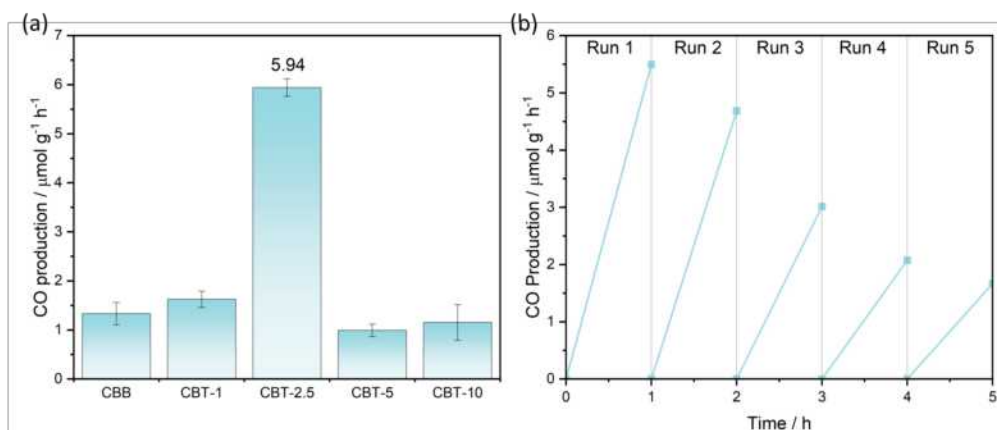 (a)
CO production / μmol g⁻¹ h⁻¹
7
6
5
4
3
2
1
0
5.94
CBB CBT-1 CBT-2.5 CBT-5 CBT-10
(b)
CO Production / μmol g⁻¹ h⁻¹
6
5
4
3
2
1
0
Run 1 Run 2 Run 3 Run 4 Run 5
0 1 2 3 4 5
Time / h